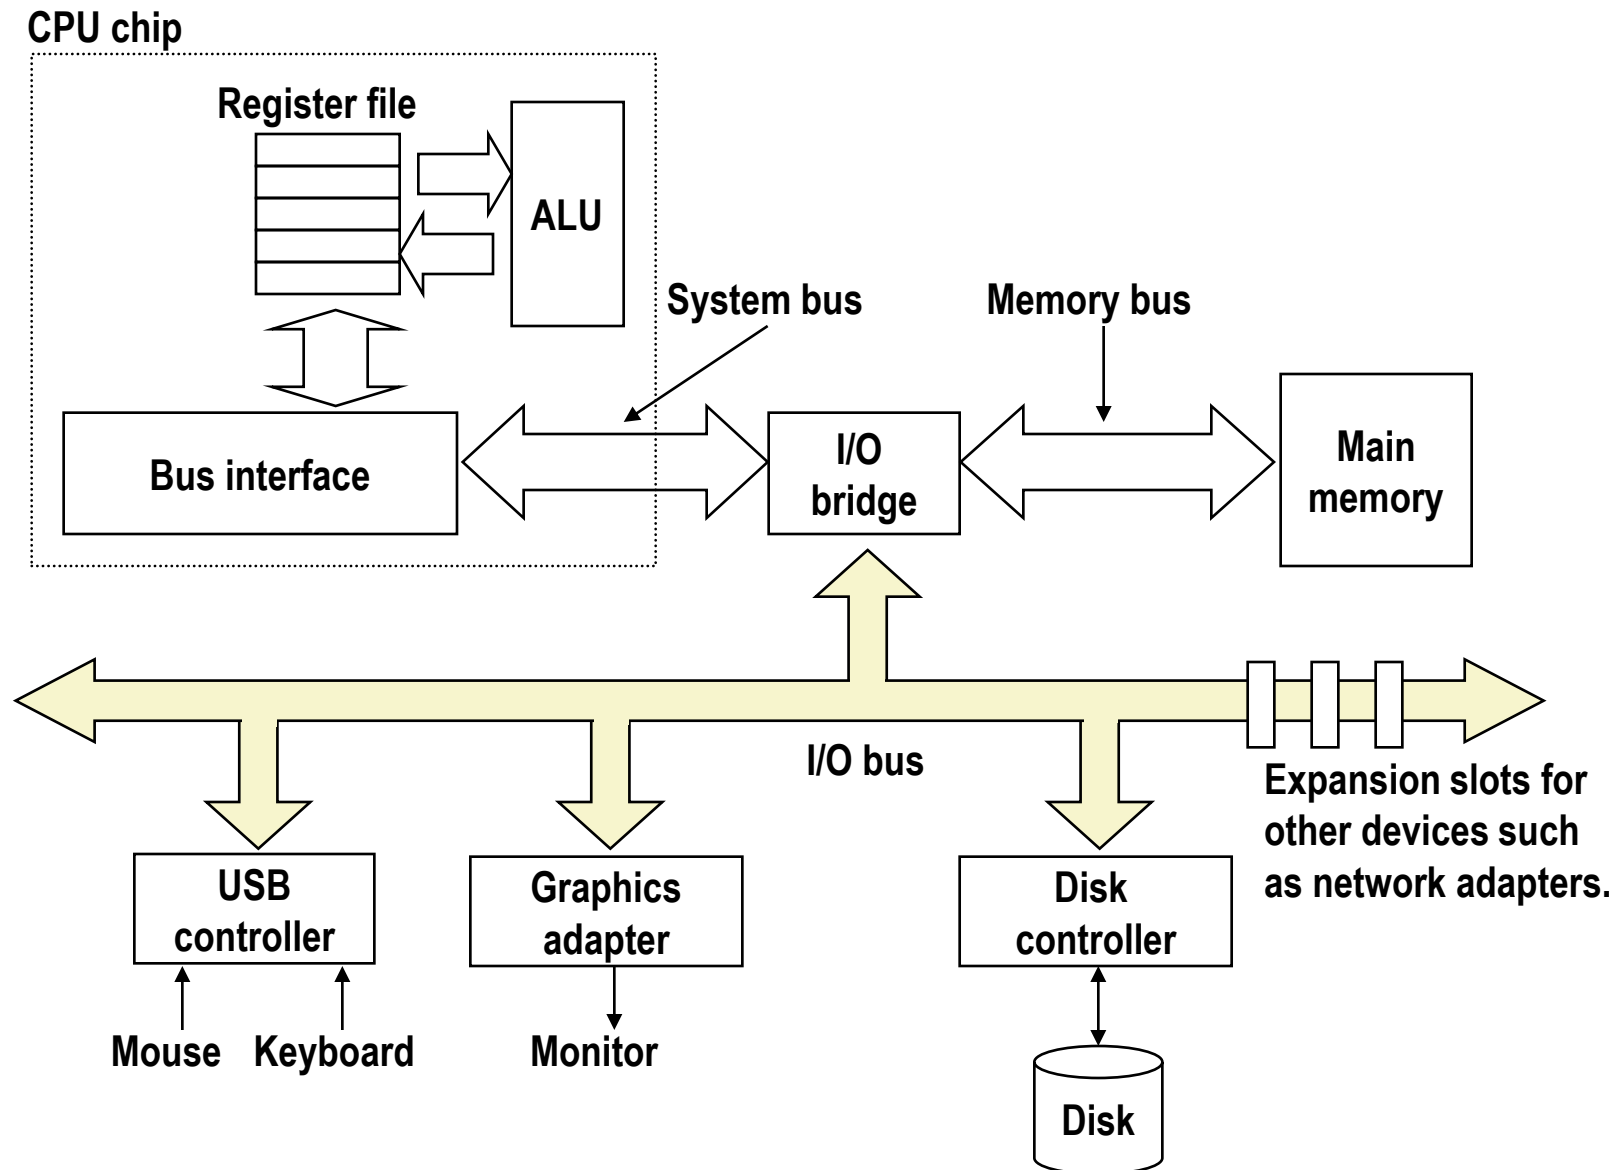 CPU chip
Register file
ALU
System bus
Memory bus
Bus interface
I/O
bridge
Main
memory
I/O bus
Expansion slots for
other devices such
as network adapters.
USB
controller
Graphics
adapter
Disk
controller
Mouse
Keyboard
Monitor
Disk